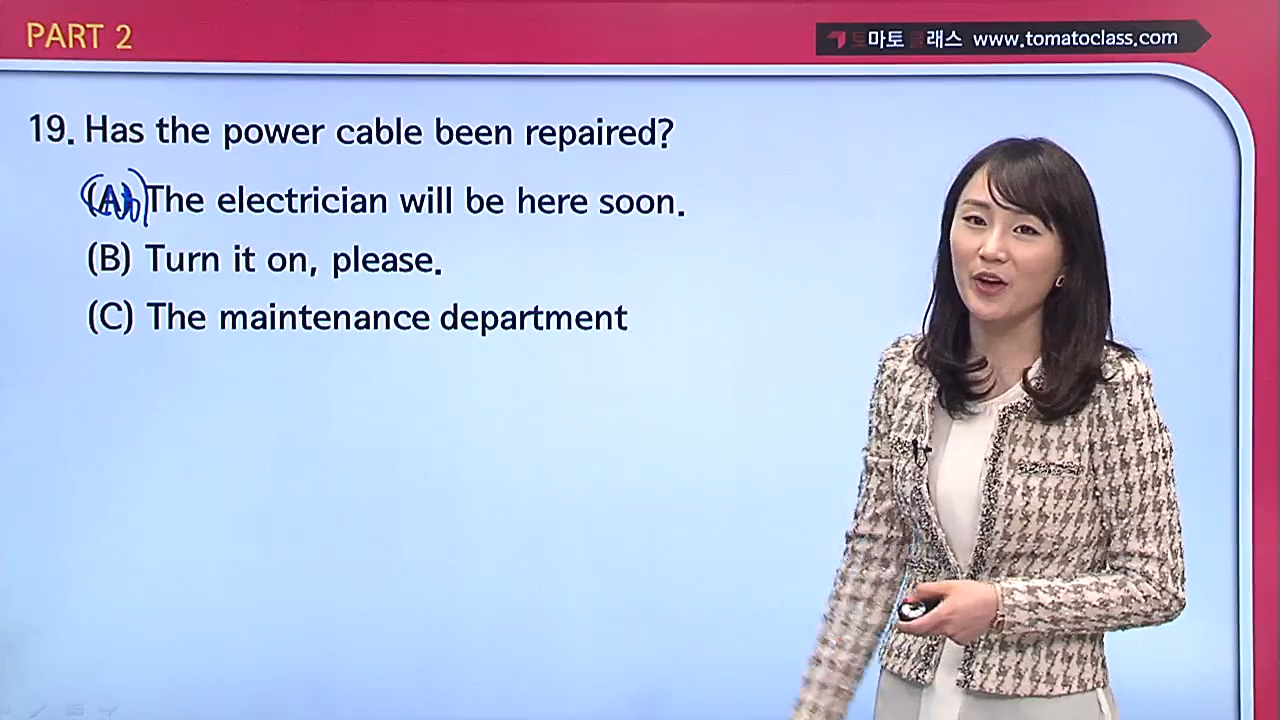 PART 2
토마토클래스 www.tomatoclass.com
19. Has the power cable been repaired?
(A) The electrician will be here soon.
(B) Turn it on, please.
(C) The maintenance department